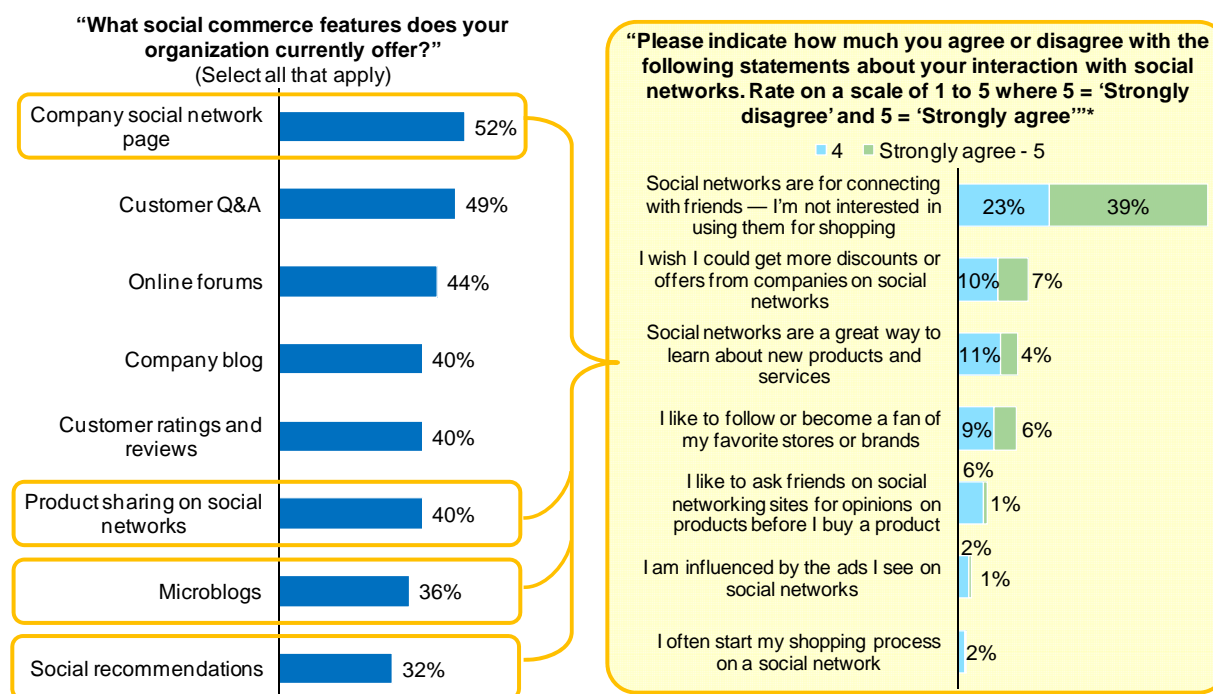 “What social commerce features does your
organization currently offer?”
(Select all that apply)
Company social network
page
52%
Customer Q&A
49%
Online forums
44%
Company blog
40%
Customer ratings and
reviews
40%
Product sharing on social
networks
40%
Microblogs
36%
Social recommendations
32%
“Please indicate how much you agree or disagree with the
following statements about your interaction with social
networks. Rate on a scale of 1 to 5 where 5 = ‘Strongly
disagree’ and 5 = ‘Strongly agree’”*
4 Strongly agree - 5
Social networks are for connecting
with friends — I’m not interested in
using them for shopping
23% 39%
I wish I could get more discounts or
offers from companies on social
networks
10% 7%
Social networks are a great way to
learn about new products and
services
11% 4%
I like to follow or become a fan of
my favorite stores or brands
9% 6%
I like to ask friends on social
networking sites for opinions on
products before I buy a product
6%
1%
I am influenced by the ads I see on
social networks
2%
1%
I often start my shopping process
on a social network
2%